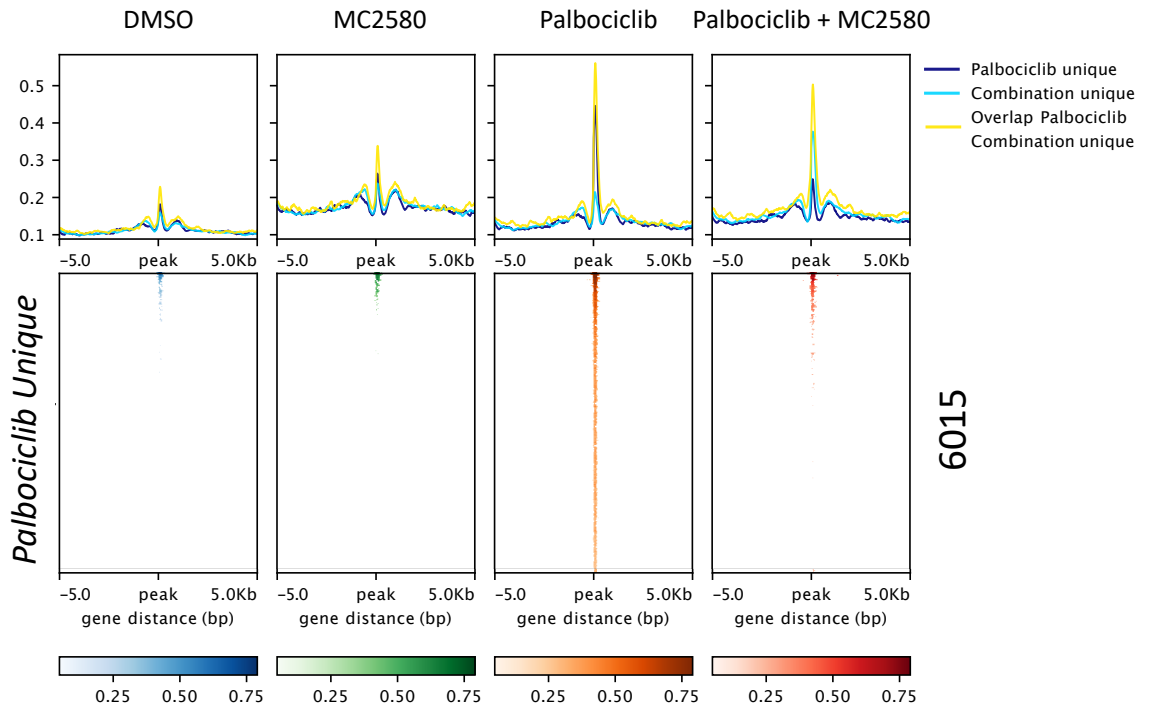 DMSO MC2580 Palbociclib Palbociclib + MC2580
0.5
0.4
0.3
0.2
0.1
Palbociclib unique
Combination unique
Overlap Palbociclib
Combination unique
−5.0 peak 5.0Kb −5.0 peak 5.0Kb −5.0 peak 5.0Kb −5.0 peak 5.0Kb
Palbociclib Unique
6015
−5.0 peak 5.0Kb −5.0 peak 5.0Kb −5.0 peak 5.0Kb −5.0 peak 5.0Kb
gene distance (bp) gene distance (bp) gene distance (bp) gene distance (bp)
0.25 0.50 0.75 0.25 0.50 0.75 0.25 0.50 0.75 0.25 0.50 0.75